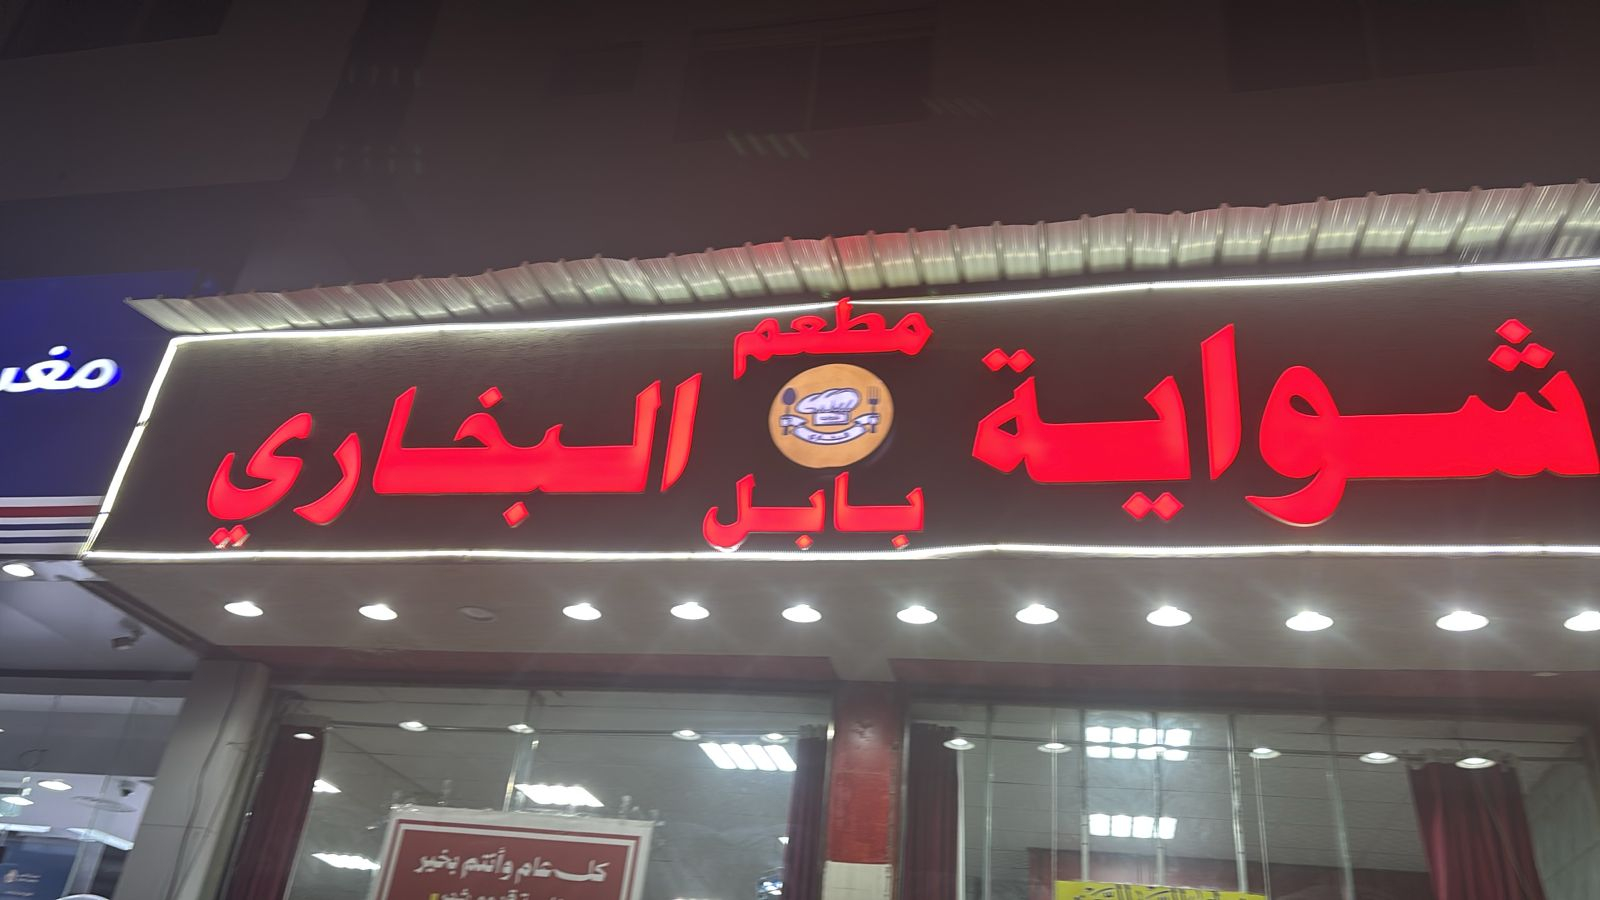 مطعم
شواية البخاري
بابل
كل عام وأنتم بخير